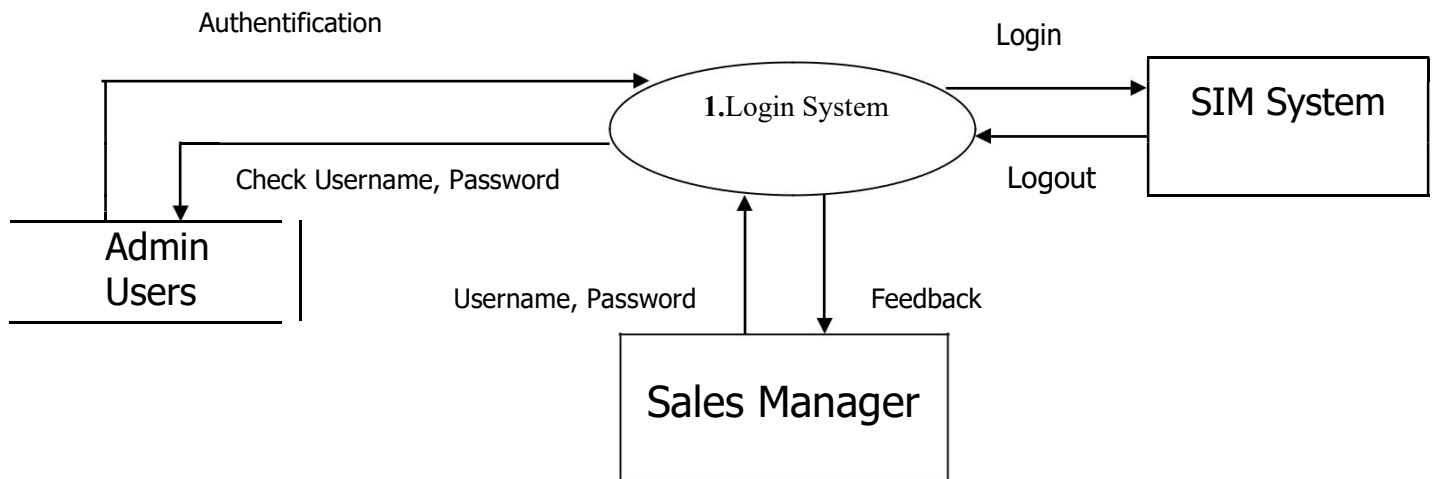 Authentification
Login
1.Login System
SIM System
Check Username, Password
Logout
Admin
Users
Username, Password
Feedback
Sales Manager